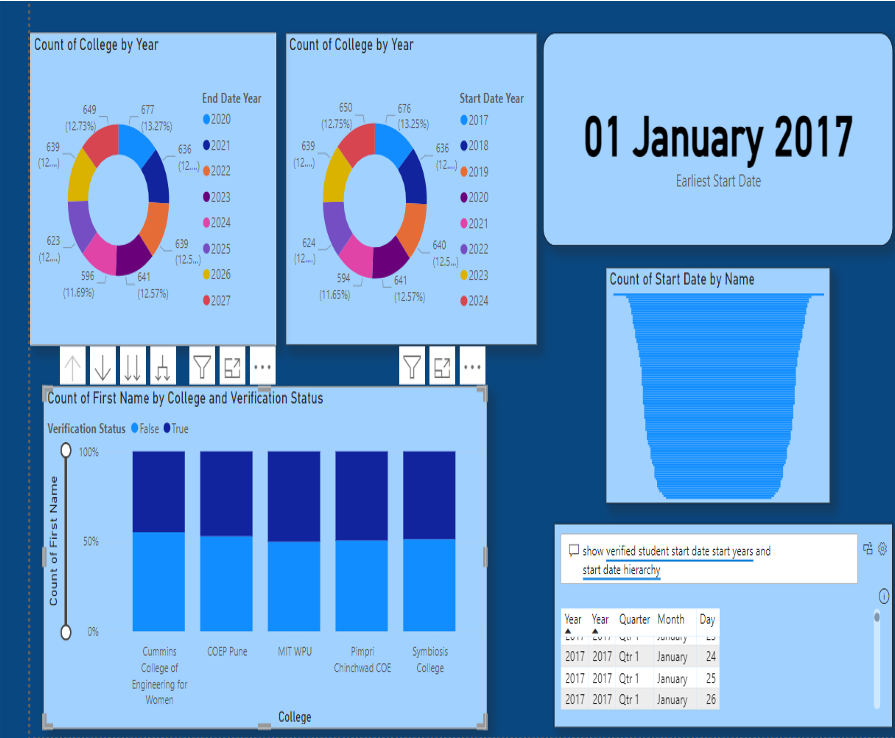 Count of College by Year
649
(12.73%)
677
(13.27%)
639
(12....)
636
(12....)
623
(12....)
639
(12.5...)
596
(11.69%)
641
(12.57%)
End Date Year
2020
2021
2022
2023
2024
2025
2026
2027
Count of College by Year
650
(12.75%)
676
(13.25%)
639
(12....)
636
(12....)
624
(12....)
640
(12.5...)
594
(11.65%)
641
(12.57%)
Start Date Year
2017
2018
2019
2020
2021
2022
2023
2024
01 January 2017
Earliest Start Date
Count of Start Date by Name
Count of First Name by College and Verification Status
Verification Status False True
Count of First Name
100%
50%
0%
Cummins
College of
Engineering for
Women
COEP Pune
MIT WPU
Pimpri
Chinchwad COE
Symbiosis
College
College
show verified student start date start years and
start date hierarchy
Year Year Quarter Month Day
2017 2017 Qtr 1 January 24
2017 2017 Qtr 1 January 25
2017 2017 Qtr 1 January 26